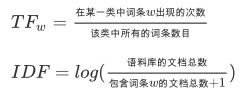 TF_w = 在某一类中词条w出现的次数 / 该类中所有的词条数目
IDF = log(语料库的文档总数 / 包含词条w的文档总数+1)